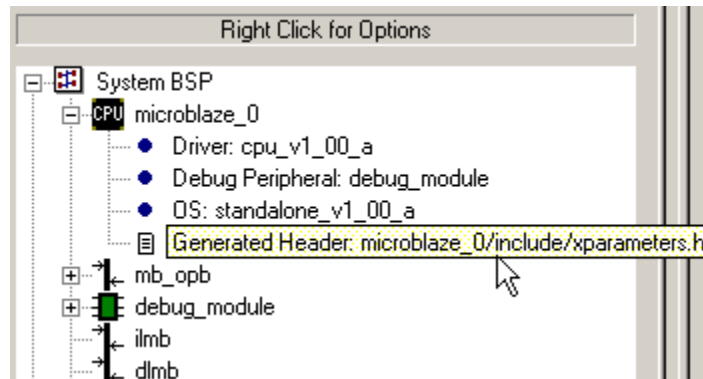 Right Click for Options
System BSP
CPU microblaze_0
Driver: cpu_v1_00_a
Debug Peripheral: debug_module
OS: standalone_v1_00_a
Generated Header: microblaze_0/include/xparameters.h
mb_opb
debug_module
ilmb
dlmb